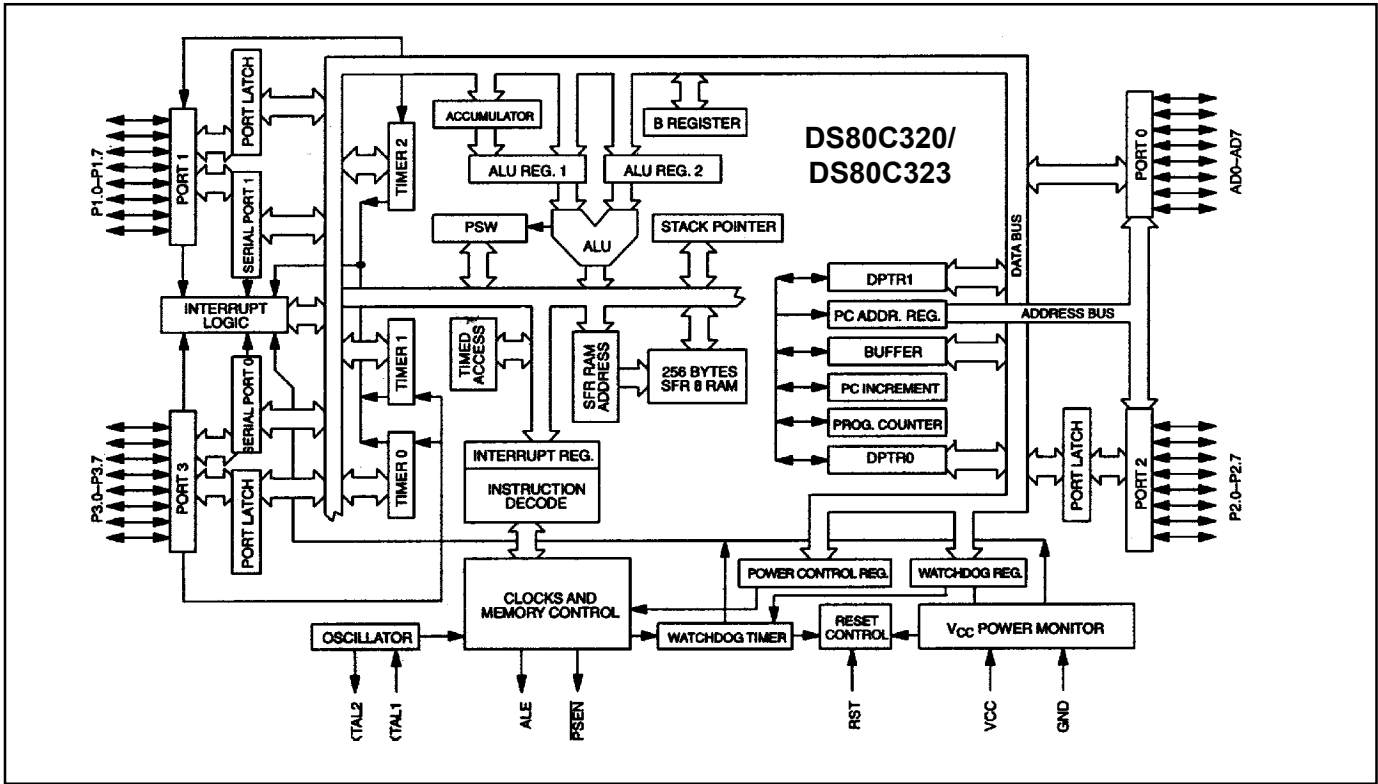 PORT LATCH
P1.0–P1.7
PORT 1
SERIAL PORT 1
TIMER 2
ACCUMULATOR
B REGISTER
DS80C320/
DS80C323
ALU REG. 1
ALU REG. 2
PORT 0
AD0–AD7
PSW
ALU
STACK POINTER
DATA BUS
INTERRUPT
LOGIC
DPTR1
PC ADDR. REG.
ADDRESS BUS
BUFFER
PC INCREMENT
PROG. COUNTER
DPTR0
TIMER 1
TIMED
ACCESS
SFR RAM
ADDRESS
256 BYTES
SFR 8 RAM
SERIAL PORT 0
P3.0–P3.7
PORT 3
PORT LATCH
TIMER 0
INTERRUPT REG.
INSTRUCTION
DECODE
PORT LATCH
PORT 2
P2.0–P2.7
POWER CONTROL REG.
WATCHDOG REG.
CLOCKS AND
MEMORY CONTROL
OSCILLATOR
WATCHDOG TIMER
RESET
CONTROL
VCC POWER MONITOR
XTAL2
XTAL1
ALE
PSEN
RST
VCC
GND